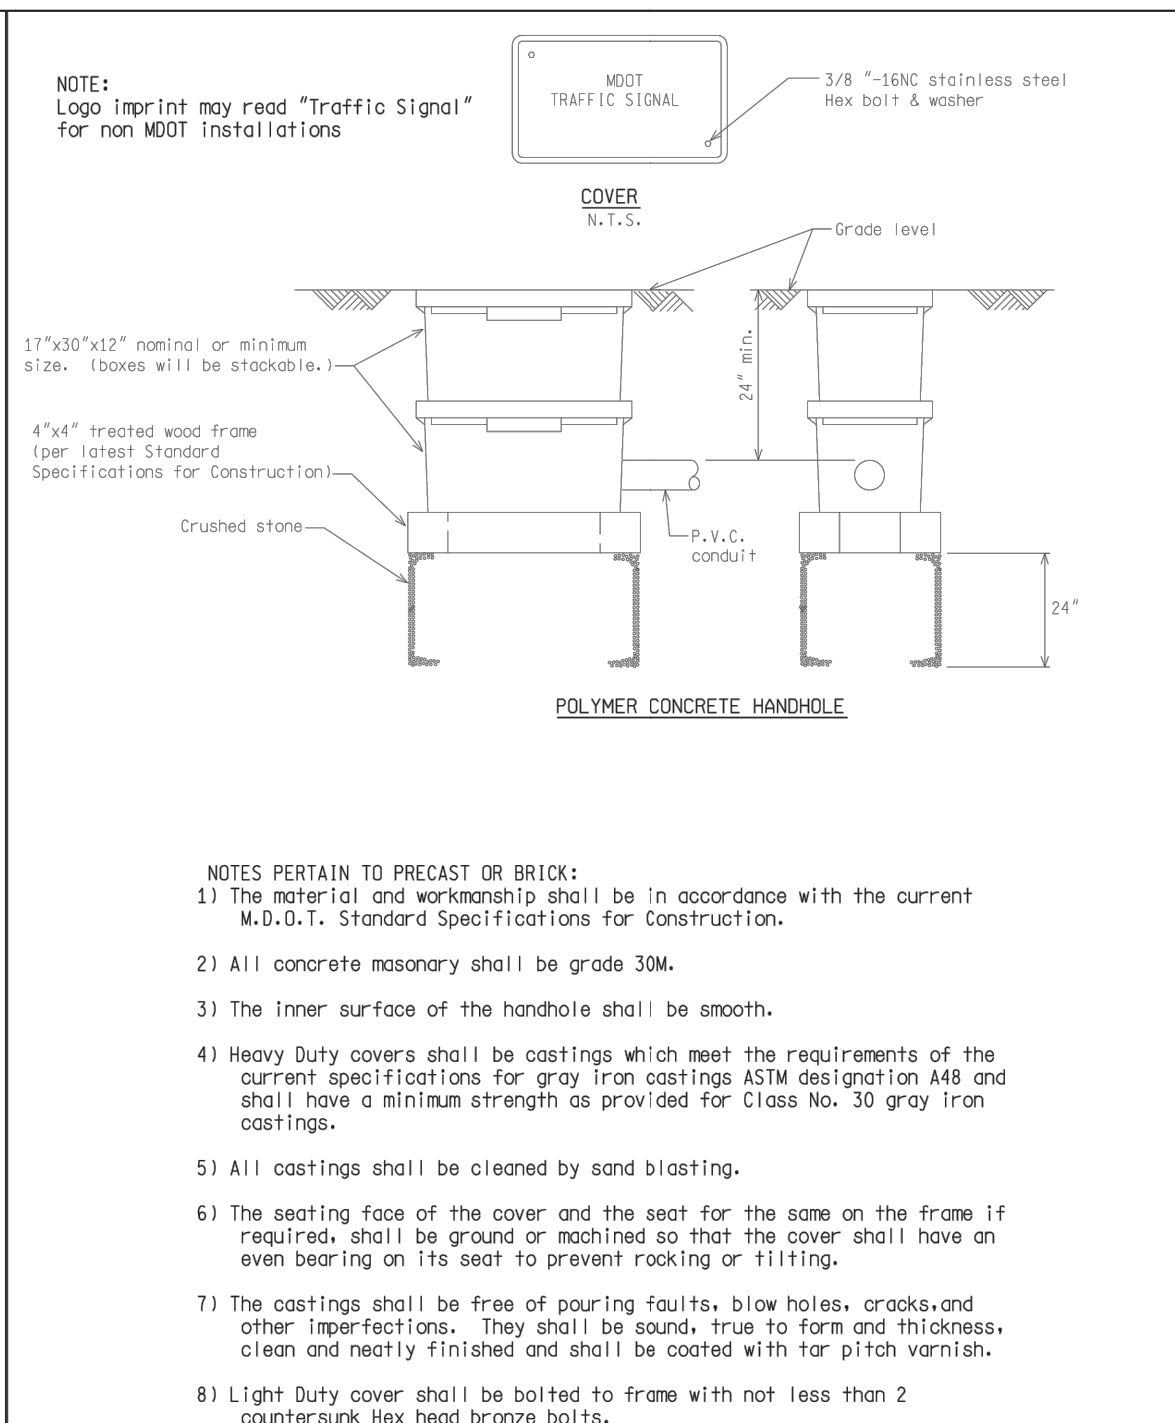 NOTE:
Logo imprint may read "Traffic Signal"
for non MDOT installations
MDOT
TRAFFIC SIGNAL
3/8 "-16NC stainless steel
Hex bolt & washer
COVER
N.T.S.
Grade level
17"x30"x12" nominal or minimum
size. (boxes will be stackable.)
24" min.
4"x4" treated wood frame
(per latest Standard
Specifications for Construction)
Crushed stone
P.V.C.
conduit
24"
POLYMER CONCRETE HANDHOLE
NOTES PERTAIN TO PRECAST OR BRICK:
1) The material and workmanship shall be in accordance with the current
M.D.O.T. Standard Specifications for Construction.
2) All concrete masonary shall be grade 30M.
3) The inner surface of the handhole shall be smooth.
4) Heavy Duty covers shall be castings which meet the requirements of the
current specifications for gray iron castings ASTM designation A48 and
shall have a minimum strength as provided for Class No. 30 gray iron
castings.
5) All castings shall be cleaned by sand blasting.
6) The seating face of the cover and the seat for the same on the frame if
required, shall be ground or machined so that the cover shall have an
even bearing on its seat to prevent rocking or tilting.
7) The castings shall be free of pouring faults, blow holes, cracks,and
other imperfections. They shall be sound, true to form and thickness,
clean and neatly finished and shall be coated with tar pitch varnish.
8) Light Duty cover shall be bolted to frame with not less than 2
countersunk Hex head bronze bolts.